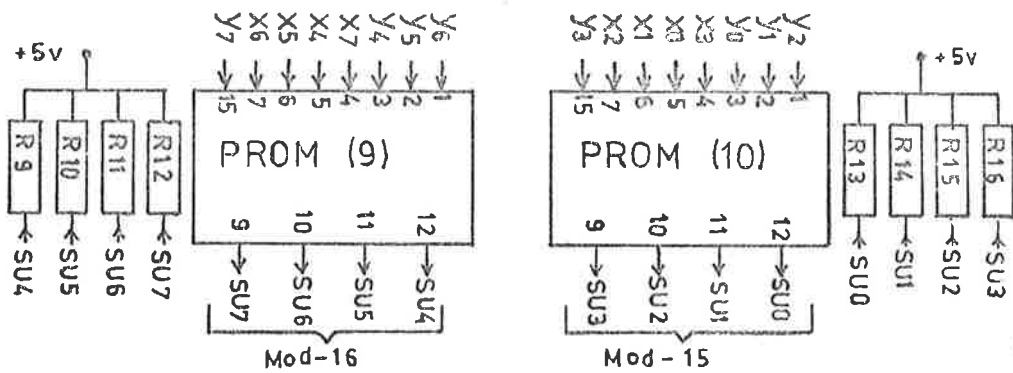 Y7 X6 X5 X4 X7 Y4 Y5 Y6
Y3 X2 X1 X0 X3 Y0 Y1 Y2
+5v
+5v
15 7 6 5 4 3 2 1
15 7 6 5 4 3 2 1
R9 R10 R11 R12
PROM (9)
PROM (10)
R13 R14 R15 R16
9 10 11 12
9 10 11 12
SU4 SU5 SU6 SU7
SU7 SU6 SU5 SU4
SU3 SU2 SU1 SU0
SU0 SU1 SU2 SU3
Mod-16
Mod-15